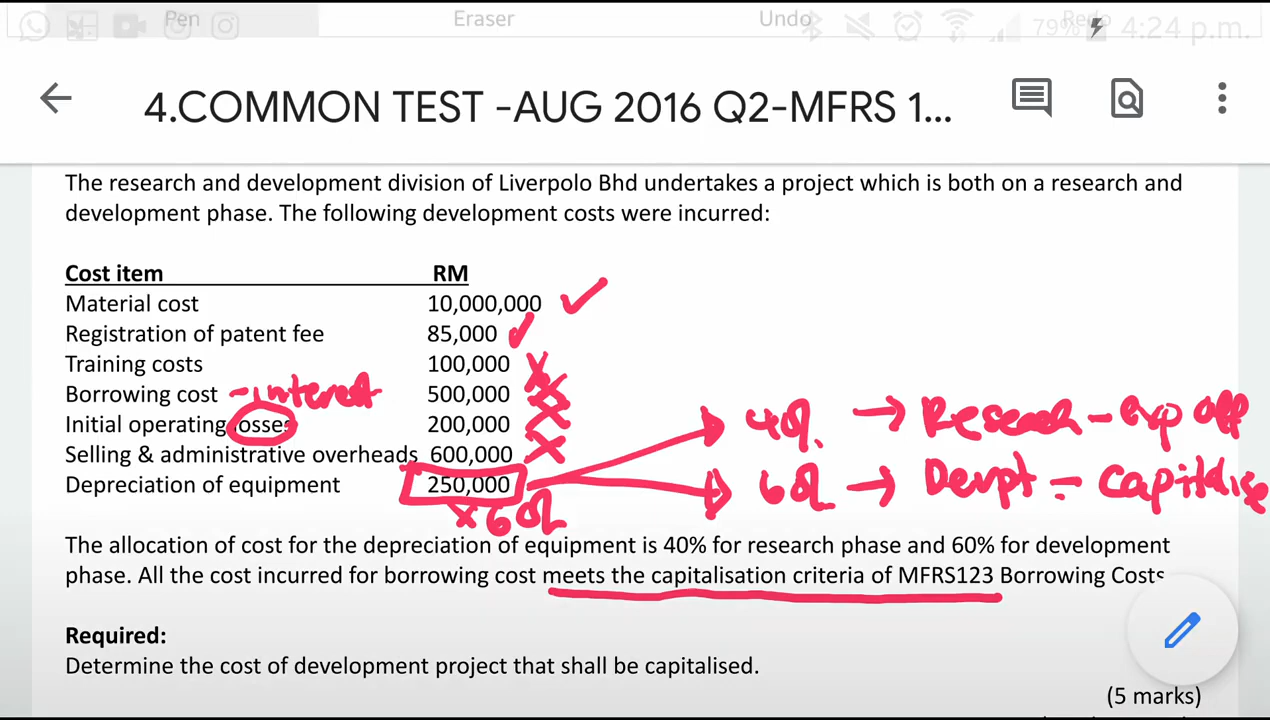 Pen Eraser Undo Redo
79% 4:24 p.m.
4.COMMON TEST -AUG 2016 Q2-MFRS 1...
The research and development division of Liverpolo Bhd undertakes a project which is both on a research and
development phase. The following development costs were incurred:
Cost item RM
Material cost 10,000,000
Registration of patent fee 85,000
Training costs 100,000
Borrowing cost - interest 500,000
Initial operating losses 200,000
Selling & administrative overheads 600,000
Depreciation of equipment 250,000
x 60%
40% → Research - exp off
60% → Devpt - capitalise
The allocation of cost for the depreciation of equipment is 40% for research phase and 60% for development
phase. All the cost incurred for borrowing cost meets the capitalisation criteria of MFRS123 Borrowing Costs
Required:
Determine the cost of development project that shall be capitalised.
(5 marks)